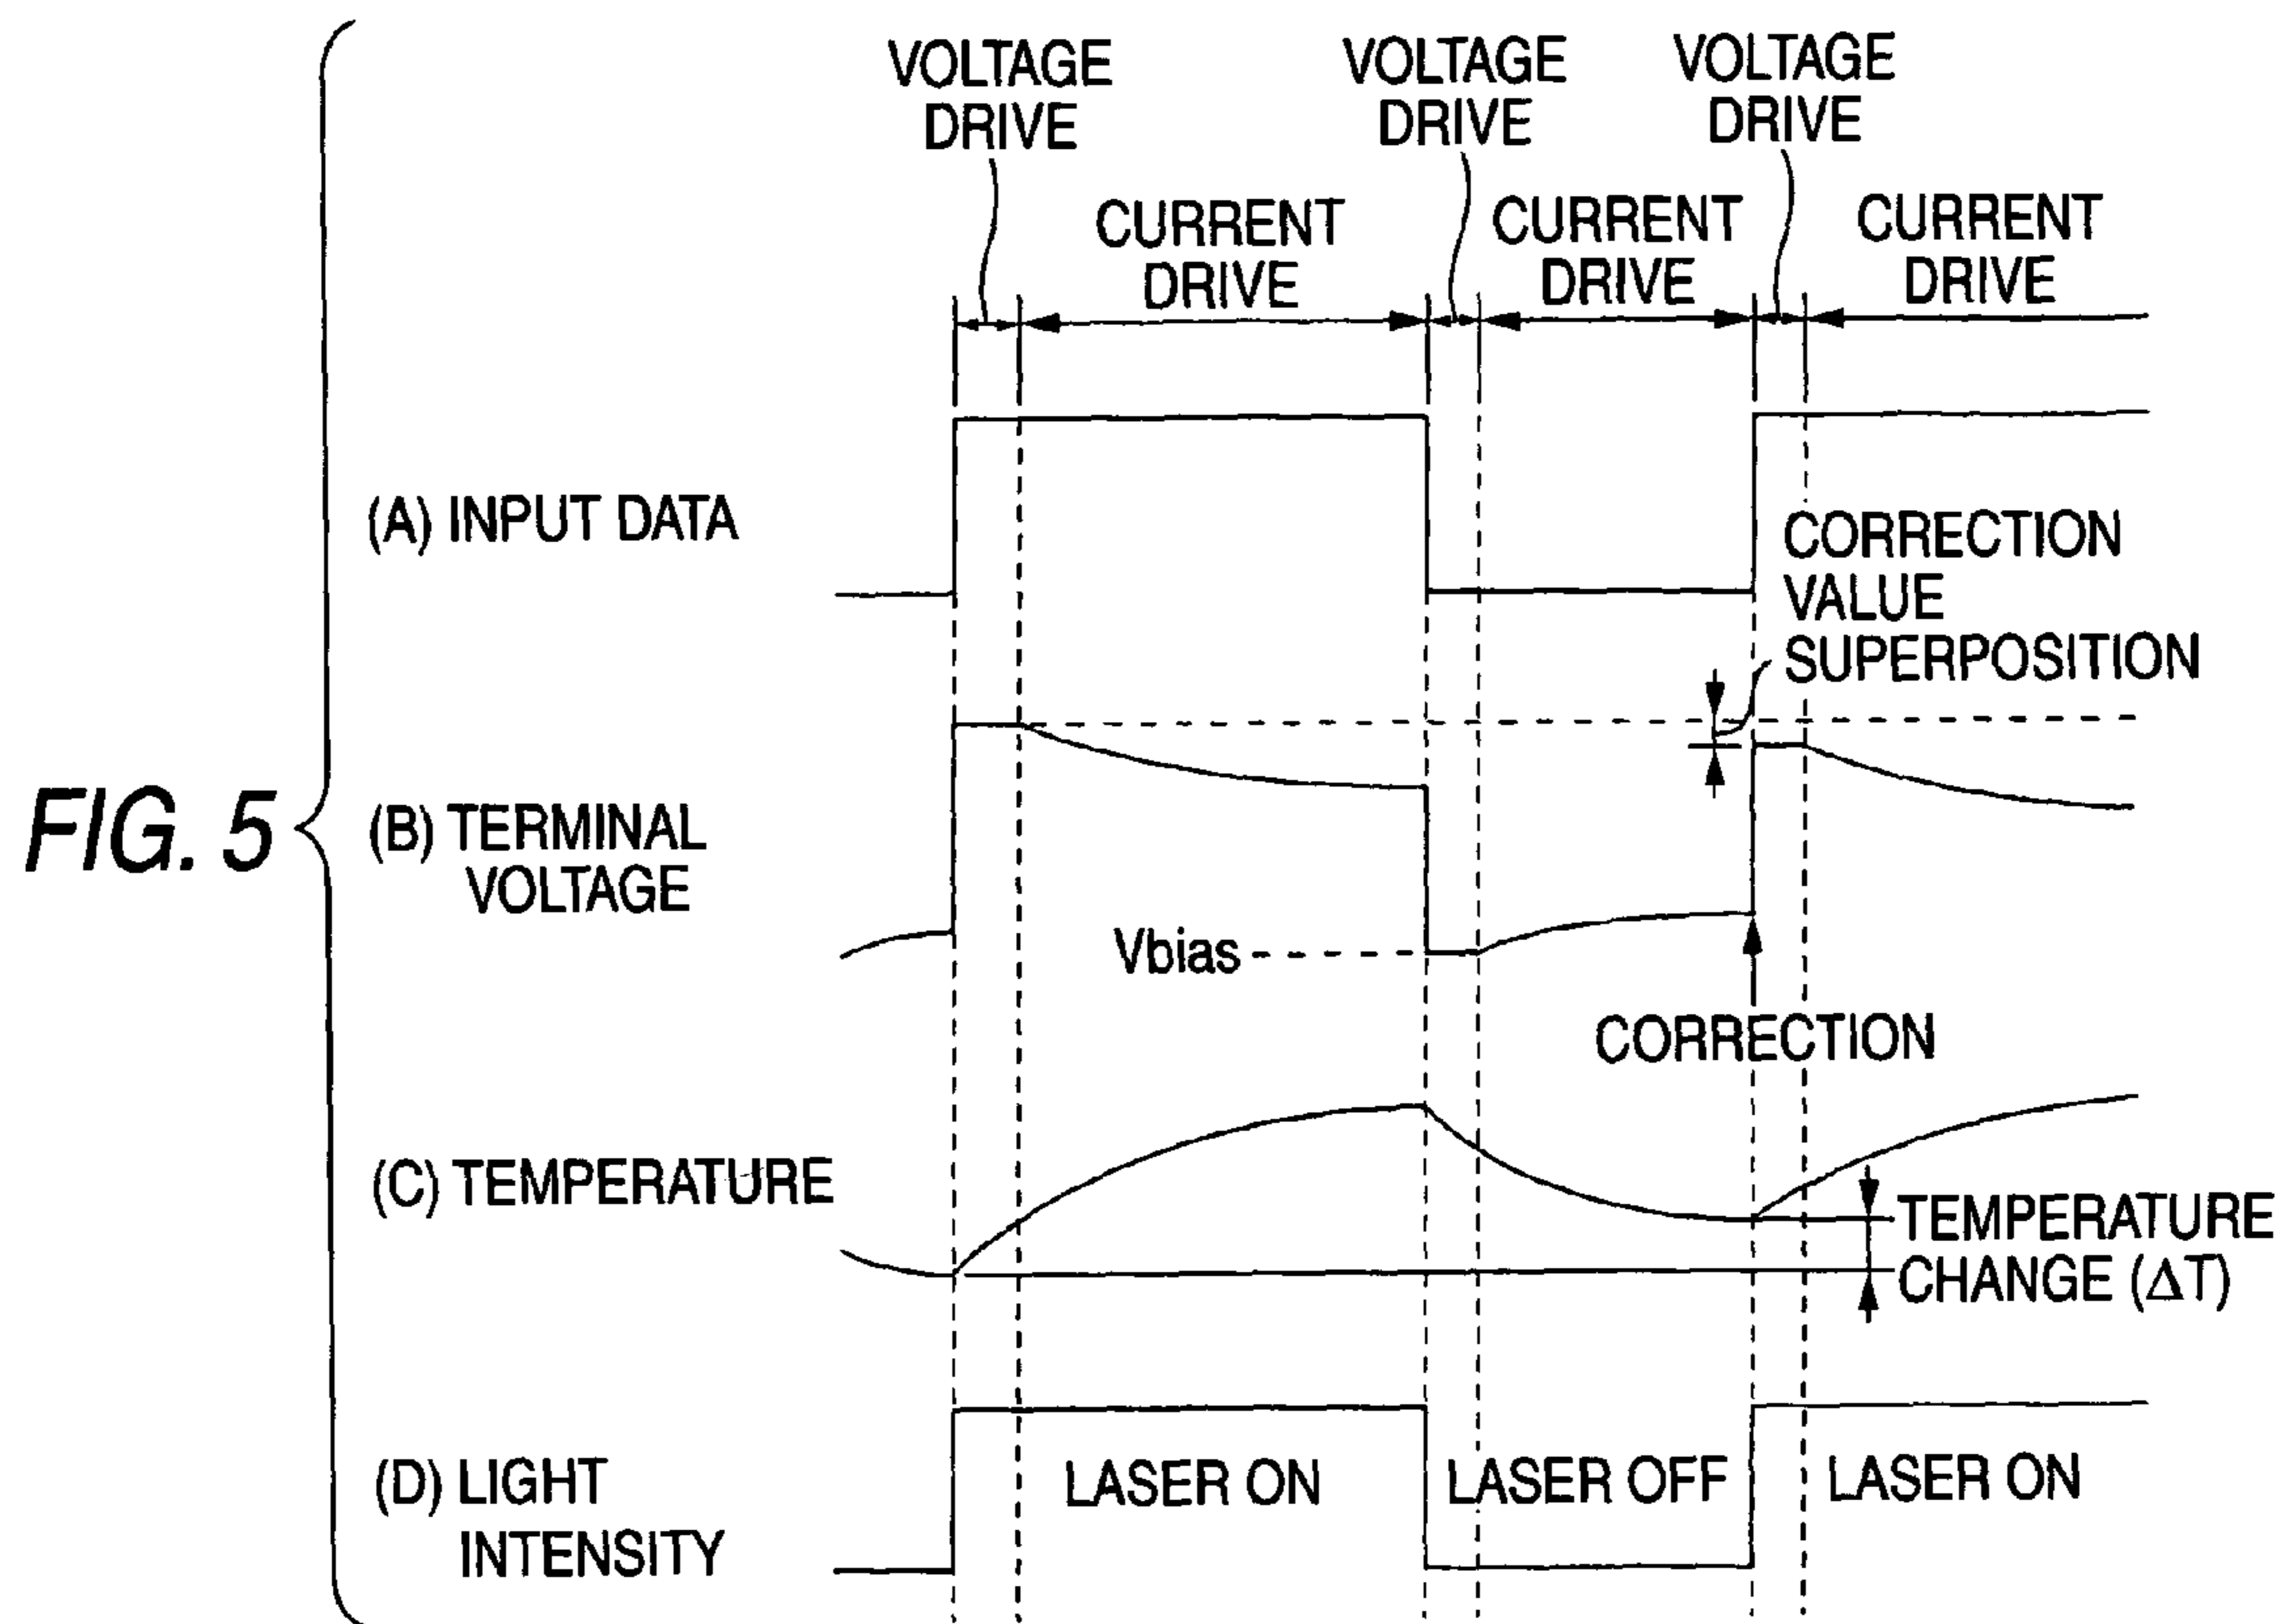 FIG. 5
VOLTAGE
DRIVE
VOLTAGE
DRIVE
VOLTAGE
DRIVE
CURRENT
DRIVE
CURRENT
DRIVE
CURRENT
DRIVE
(A) INPUT DATA
CORRECTION
VALUE
SUPERPOSITION
(B) TERMINAL
VOLTAGE
Vbias
CORRECTION
(C) TEMPERATURE
TEMPERATURE
CHANGE (ΔT)
(D) LIGHT
INTENSITY
LASER ON
LASER OFF
LASER ON